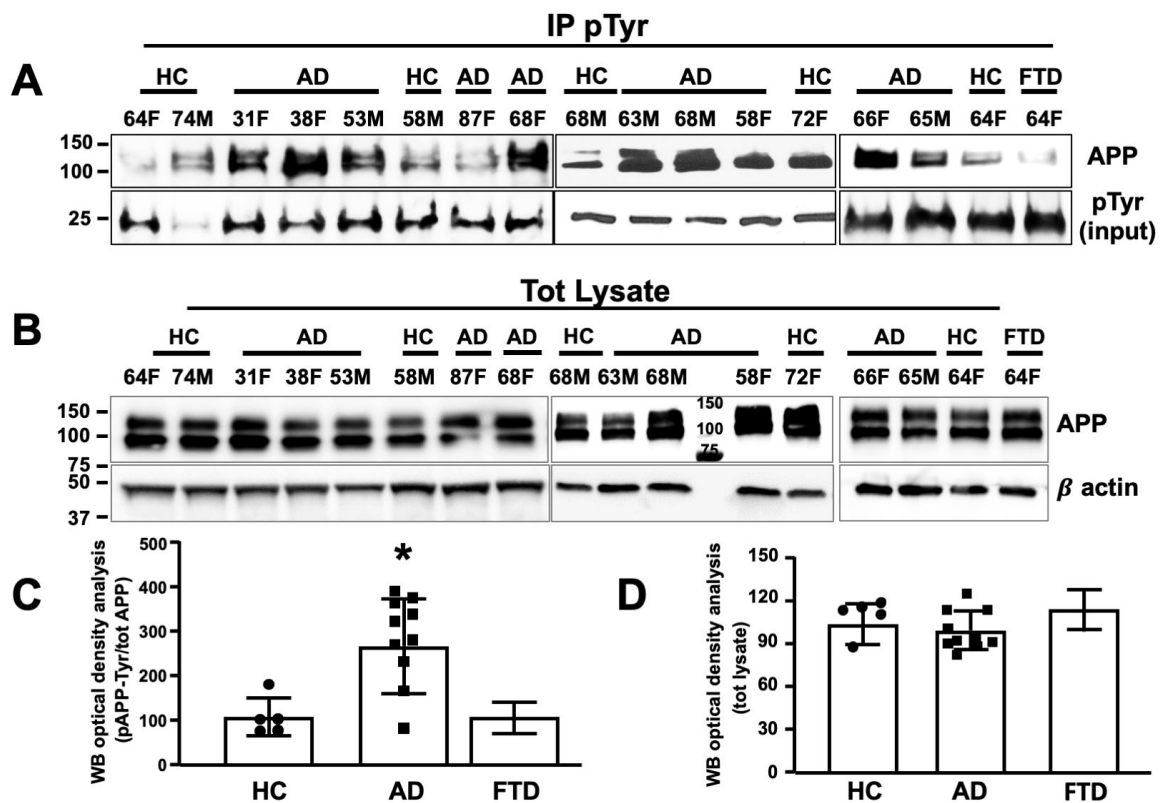 IP pTyr
A
HC AD HC AD AD HC AD HC AD HC FTD
64F 74M 31F 38F 53M 58M 87F 68F 68M 63M 68M 58F 72F 66F 65M 64F 64F
150
100
APP
25
pTyr
(input)
Tot Lysate
B
HC AD HC AD AD HC AD HC AD HC FTD
64F 74M 31F 38F 53M 58M 87F 68F 68M 63M 68M 58F 72F 66F 65M 64F 64F
150
100
75
150
100
75
APP
50
37
β actin
C
WB optical density analysis
(pAPP-Tyr/tot APP)
500
400
300
200
100
0
*
HC AD FTD
D
WB optical density analysis
(tot lysate)
150
120
90
60
30
0
HC AD FTD